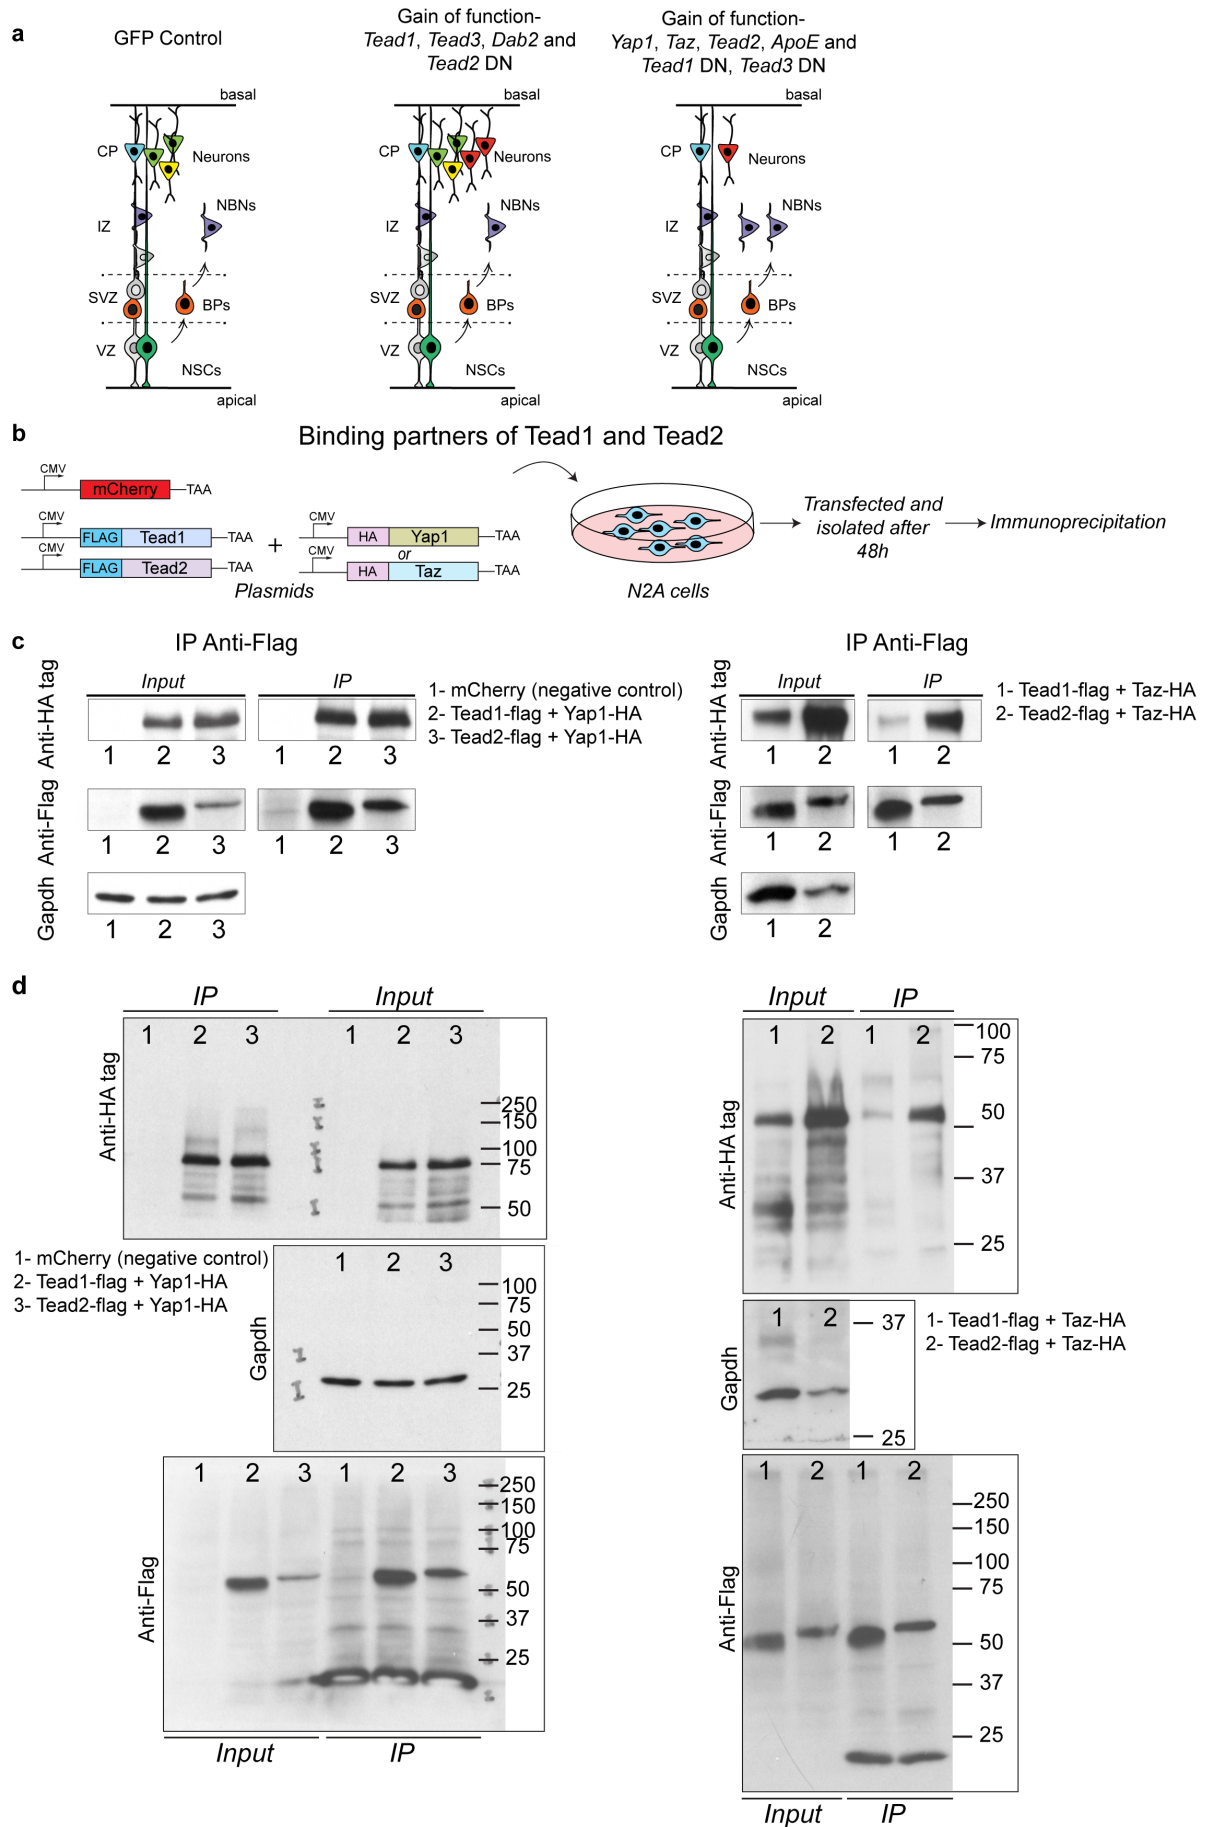 a
GFP Control
Gain of function-
Tead1, Tead3, Dab2 and
Tead2 DN
Gain of function-
Yap1, Taz, Tead2, ApoE and
Tead1 DN, Tead3 DN
basal
CP
Neurons
NBNs
IZ
SVZ
BPs
VZ
NSCs
apical
basal
CP
Neurons
NBNs
IZ
SVZ
BPs
VZ
NSCs
apical
basal
CP
Neurons
NBNs
IZ
SVZ
BPs
VZ
NSCs
apical
b
Binding partners of Tead1 and Tead2
CMV
mCherry
TAA
CMV
FLAG
Tead1
TAA
CMV
FLAG
Tead2
TAA
+
CMV
HA
Yap1
TAA
or
CMV
HA
Taz
TAA
Plasmids
N2A cells
Transfected and
isolated after
48h
Immunoprecipitation
c
IP Anti-Flag
Input
IP
Anti-HA tag
1 2 3
1 2 3
1- mCherry (negative control)
2- Tead1-flag + Yap1-HA
3- Tead2-flag + Yap1-HA
Anti-Flag
1 2 3
1 2 3
Gapdh
1 2 3
IP Anti-Flag
Input
IP
Anti-HA tag
1 2
1 2
1- Tead1-flag + Taz-HA
2- Tead2-flag + Taz-HA
Anti-Flag
1 2
1 2
Gapdh
1 2
d
IP
Input
Anti-HA tag
1 2 3
1 2 3
250
150
100
75
50
1- mCherry (negative control)
2- Tead1-flag + Yap1-HA
3- Tead2-flag + Yap1-HA
Gapdh
1 2 3
100
75
50
37
25
Anti-Flag
1 2 3
1 2 3
250
150
100
75
50
37
25
Input
IP
Input
IP
Anti-HA tag
1 2
1 2
100
75
50
37
25
Gapdh
1 2
37
25
1- Tead1-flag + Taz-HA
2- Tead2-flag + Taz-HA
Anti-Flag
1 2
1 2
250
150
100
75
50
37
25
Input
IP